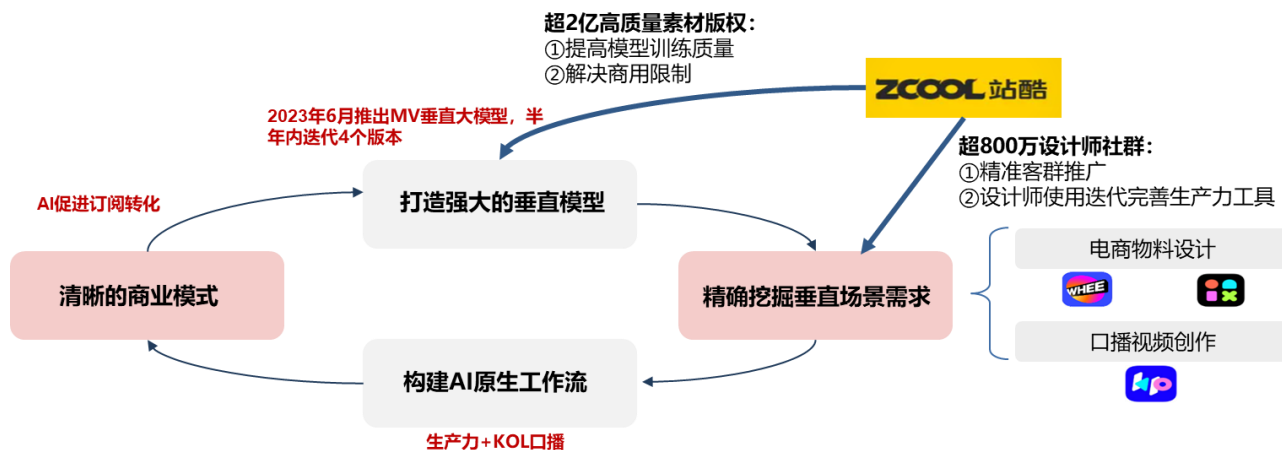 超2亿高质量素材版权：
①提高模型训练质量
②解决商用限制
ZCOOL 站酷
2023年6月推出MV垂直大模型，半
年内迭代4个版本
超800万设计师社群：
①精准客群推广
②设计师使用迭代完善生产力工具
AI促进订阅转化
打造强大的垂直模型
电商物料设计
WHEE
清晰的商业模式
精确挖掘垂直场景需求
口播视频创作
构建AI原生工作流
生产力+KOL口播